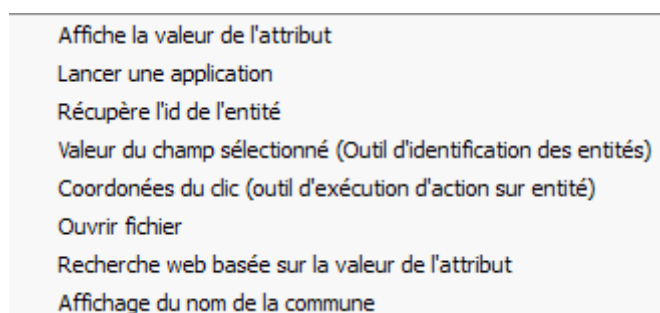 Affiche la valeur de l'attribut
Lancer une application
Récupère l'id de l'entité
Valeur du champ sélectionné (Outil d'identification des entités)
Coordonées du clic (outil d'exécution d'action sur entité)
Ouvrir fichier
Recherche web basée sur la valeur de l'attribut
Affichage du nom de la commune